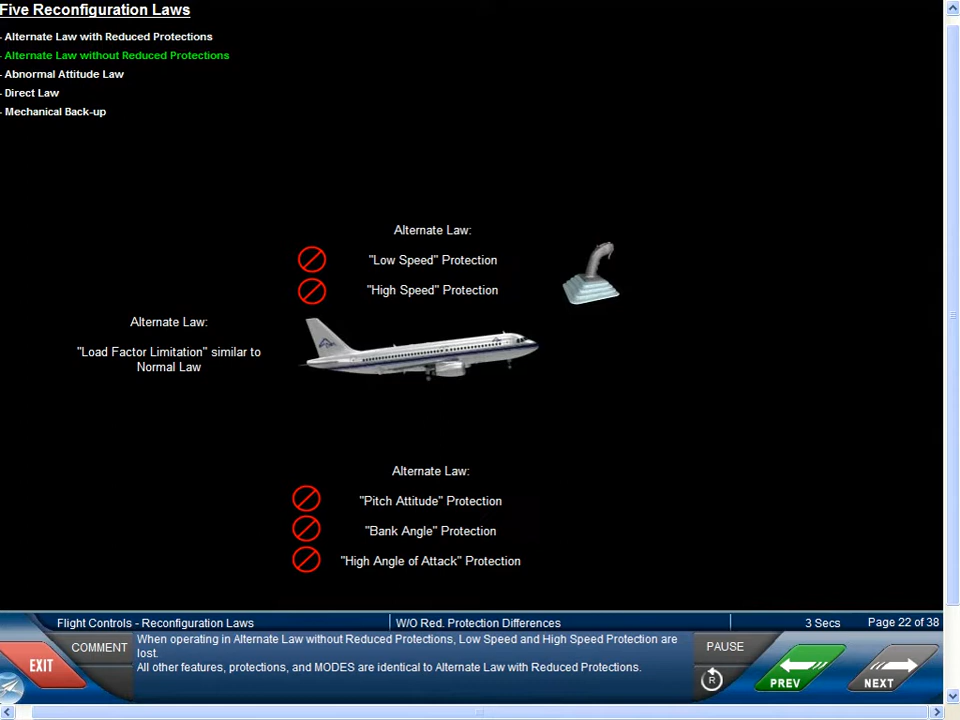 Five Reconfiguration Laws
- Alternate Law with Reduced Protections
- Alternate Law without Reduced Protections
- Abnormal Attitude Law
- Direct Law
- Mechanical Back-up
Alternate Law:
"Low Speed" Protection
"High Speed" Protection
Alternate Law:
"Load Factor Limitation" similar to
Normal Law
Alternate Law:
"Pitch Attitude" Protection
"Bank Angle" Protection
"High Angle of Attack" Protection
Flight Controls - Reconfiguration Laws
W/O Red. Protection Differences
3 Secs
Page 22 of 38
EXIT
COMMENT
When operating in Alternate Law without Reduced Protections, Low Speed and High Speed Protection are
lost.
All other features, protections, and MODES are identical to Alternate Law with Reduced Protections.
PAUSE
R
PREV
NEXT